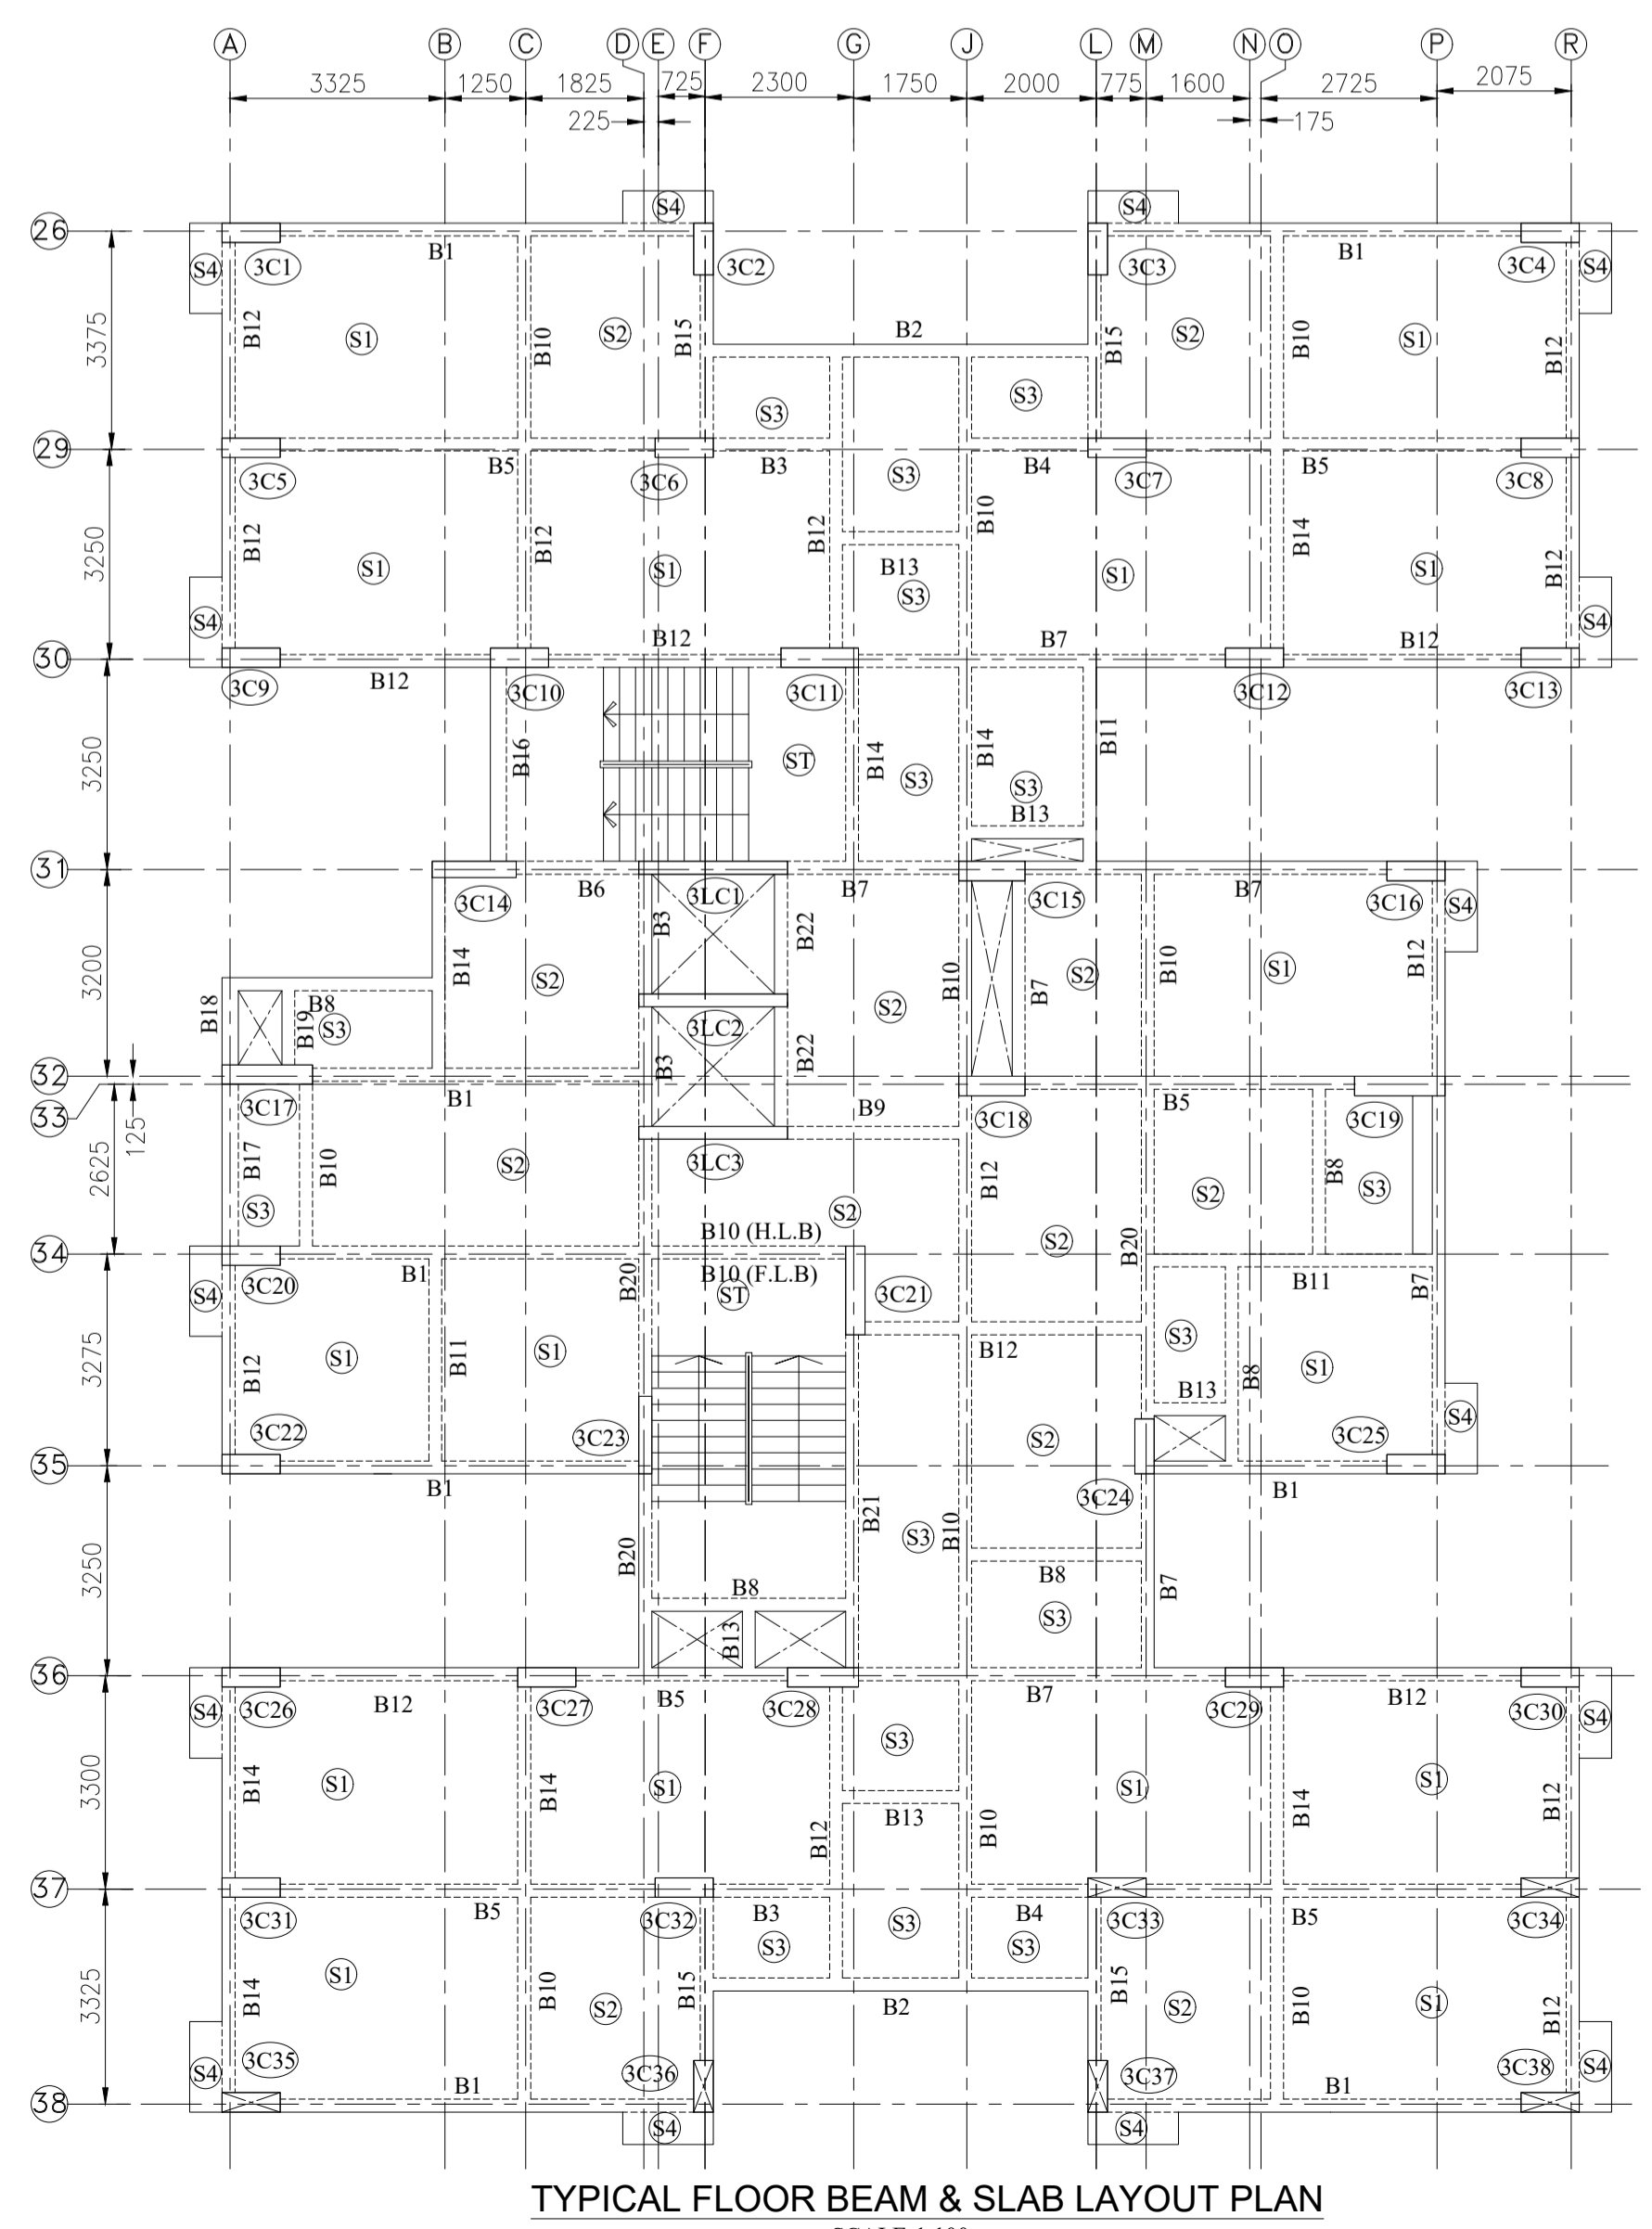 A B C D E F G J L M N O P R
3325 1250 1825 725 2300 1750 2000 775 1600 2725 2075
225 175
S4 S4
26
B1 B1
S4 3C1 3C2 3C3 3C4 S4
3375 B12 S1 B10 S2 B15 B2 B15 S2 B10 S1 B12
S3 S3
29
B5 B3 B4 B5
3C5 3C6 S3 3C7 3C8
3250 B12 S1 B12 S1 B12 B13 S3 B10 S1 B14 S1 B12
S4 S4
30
B12 B7 B12
3C9 B12 3C10 3C11 3C12 3C13
3250 B16 ST B14 S3 B14 S3 B11
B13
31
B6 3LC1 B7 B7
3C14 3C15 3C16 S4
3200 B14 S2 B3 B22 B10 B7 S2 B10 S1 B12
S2
B18 B19 B8 S3 3LC2
B3 B22
32
33
125
3C17 B1 B9 3C18 B5 3C19
2625 B17 B10 S2 3LC3 B12 S2 B8 S3
S3 S2 S2 B20
B10 (H.L.B)
34
B1 B10 (F.L.B)
S4 3C20 B20 ST 3C21 B11 B7
3275 B12 S1 B11 S1 B12 S3 S1
B13 B8
3C22 3C23 S2 3C25 S4
35
B1 3C24 B1
3250 B20 B21 S3 B10
B8 B8 B7
B13 S3
36
B12 B5 B7 B12
S4 3C26 3C27 3C28 S3 3C29 3C30 S4
3300 B14 S1 B14 S1 B12 B13 B10 S1 B14 S1 B12
37
B5 B3 B4 B5
3C31 3C32 S3 3C33 3C34
S3 S3
3325 B14 S1 B10 S2 B15 B2 B15 S2 B10 S1 B12
S4 3C35 3C36 3C37 3C38 S4
B1 B1
38
S4 S4
TYPICAL FLOOR BEAM & SLAB LAYOUT PLAN